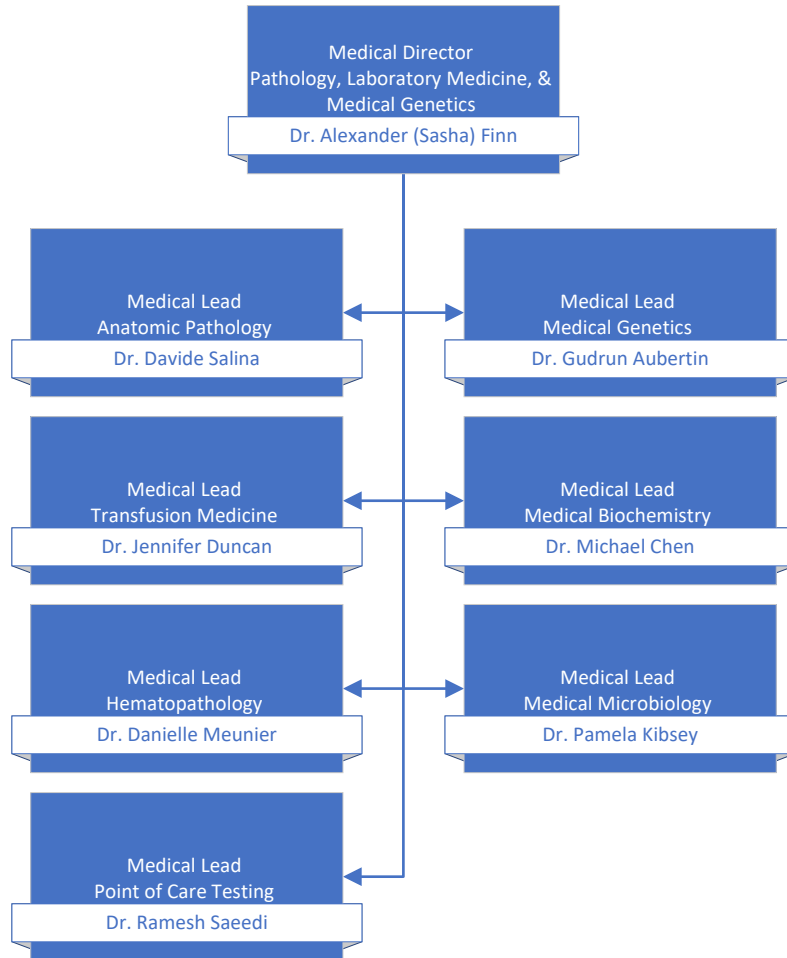 Medical Director
Pathology, Laboratory Medicine, &
Medical Genetics
Dr. Alexander (Sasha) Finn
Medical Lead
Anatomic Pathology
Dr. Davide Salina
Medical Lead
Medical Genetics
Dr. Gudrun Aubertin
Medical Lead
Transfusion Medicine
Dr. Jennifer Duncan
Medical Lead
Medical Biochemistry
Dr. Michael Chen
Medical Lead
Hematopathology
Dr. Danielle Meunier
Medical Lead
Medical Microbiology
Dr. Pamela Kibsey
Medical Lead
Point of Care Testing
Dr. Ramesh Saeedi